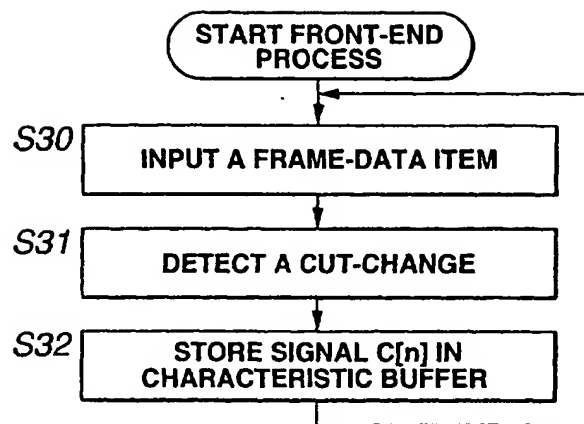 START FRONT-END
PROCESS
S30
INPUT A FRAME-DATA ITEM
S31
DETECT A CUT-CHANGE
S32
STORE SIGNAL C[n] IN
CHARACTERISTIC BUFFER